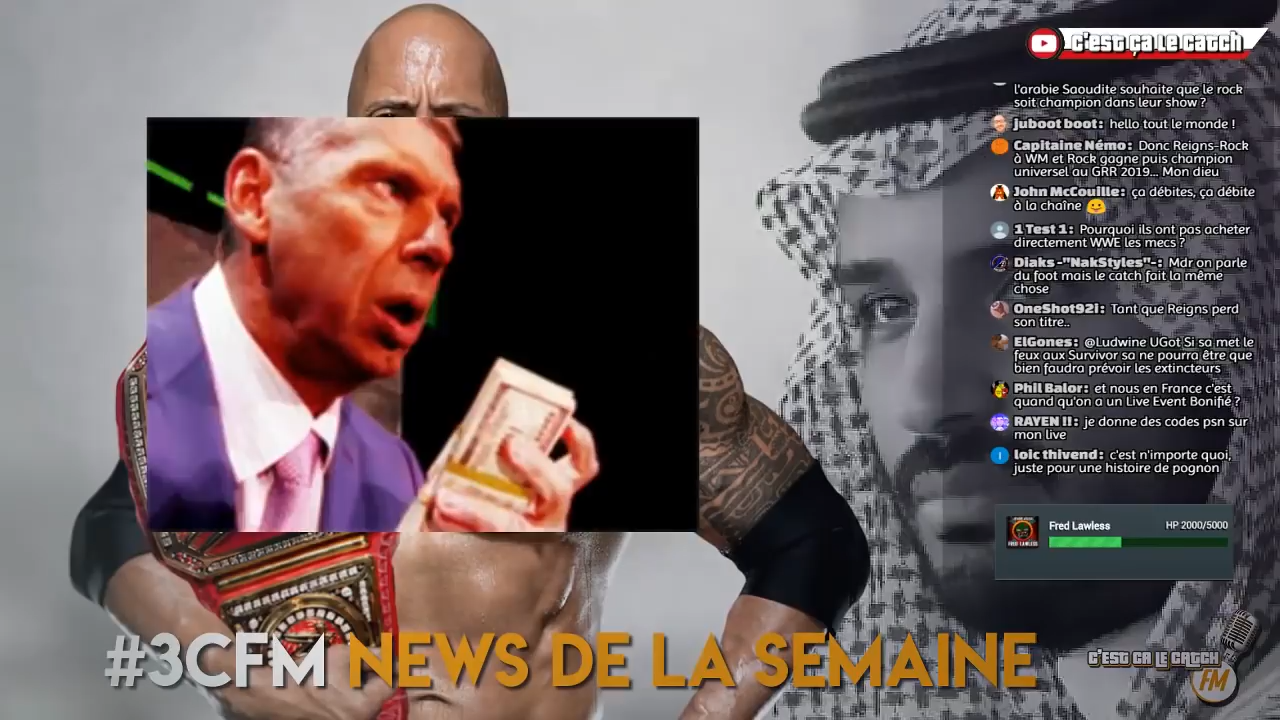 C'est ça le catch
l'arabie Saoudite souhaite que le rock
soit champion dans leur show ?
juboot boot : hello tout le monde !
Capitaine Némo : Donc Reigns-Rock
à WM et Rock gagne puis champion
universel au GRR 2019... Mon dieu
John McCouille : ça débites, ça débite
à la chaîne 🤗
1 Test 1 : Pourquoi ils ont pas acheter
directement WWE les mecs ?
Diaks -"NakStyles"- : Mdr on parle
du foot mais le catch fait la même
chose
OneShot92i : Tant que Reigns perd
son titre..
ElGones : @Ludwine UGot Si sa met le
feux aux Survivor sa ne pourra être que
bien faudra prévoir les extincteurs
Phil Balor : et nous en France c'est
quand qu'on a un Live Event Bonifié ?
RAYEN II : je donne des codes psn sur
mon live
loic thivend : c'est n'importe quoi,
juste pour une histoire de pognon
Fred Lawless HP 2000/5000
FRED LAWLESS
#3CFM NEWS DE LA SEMAINE
C'EST ÇA LE CATCH
FM